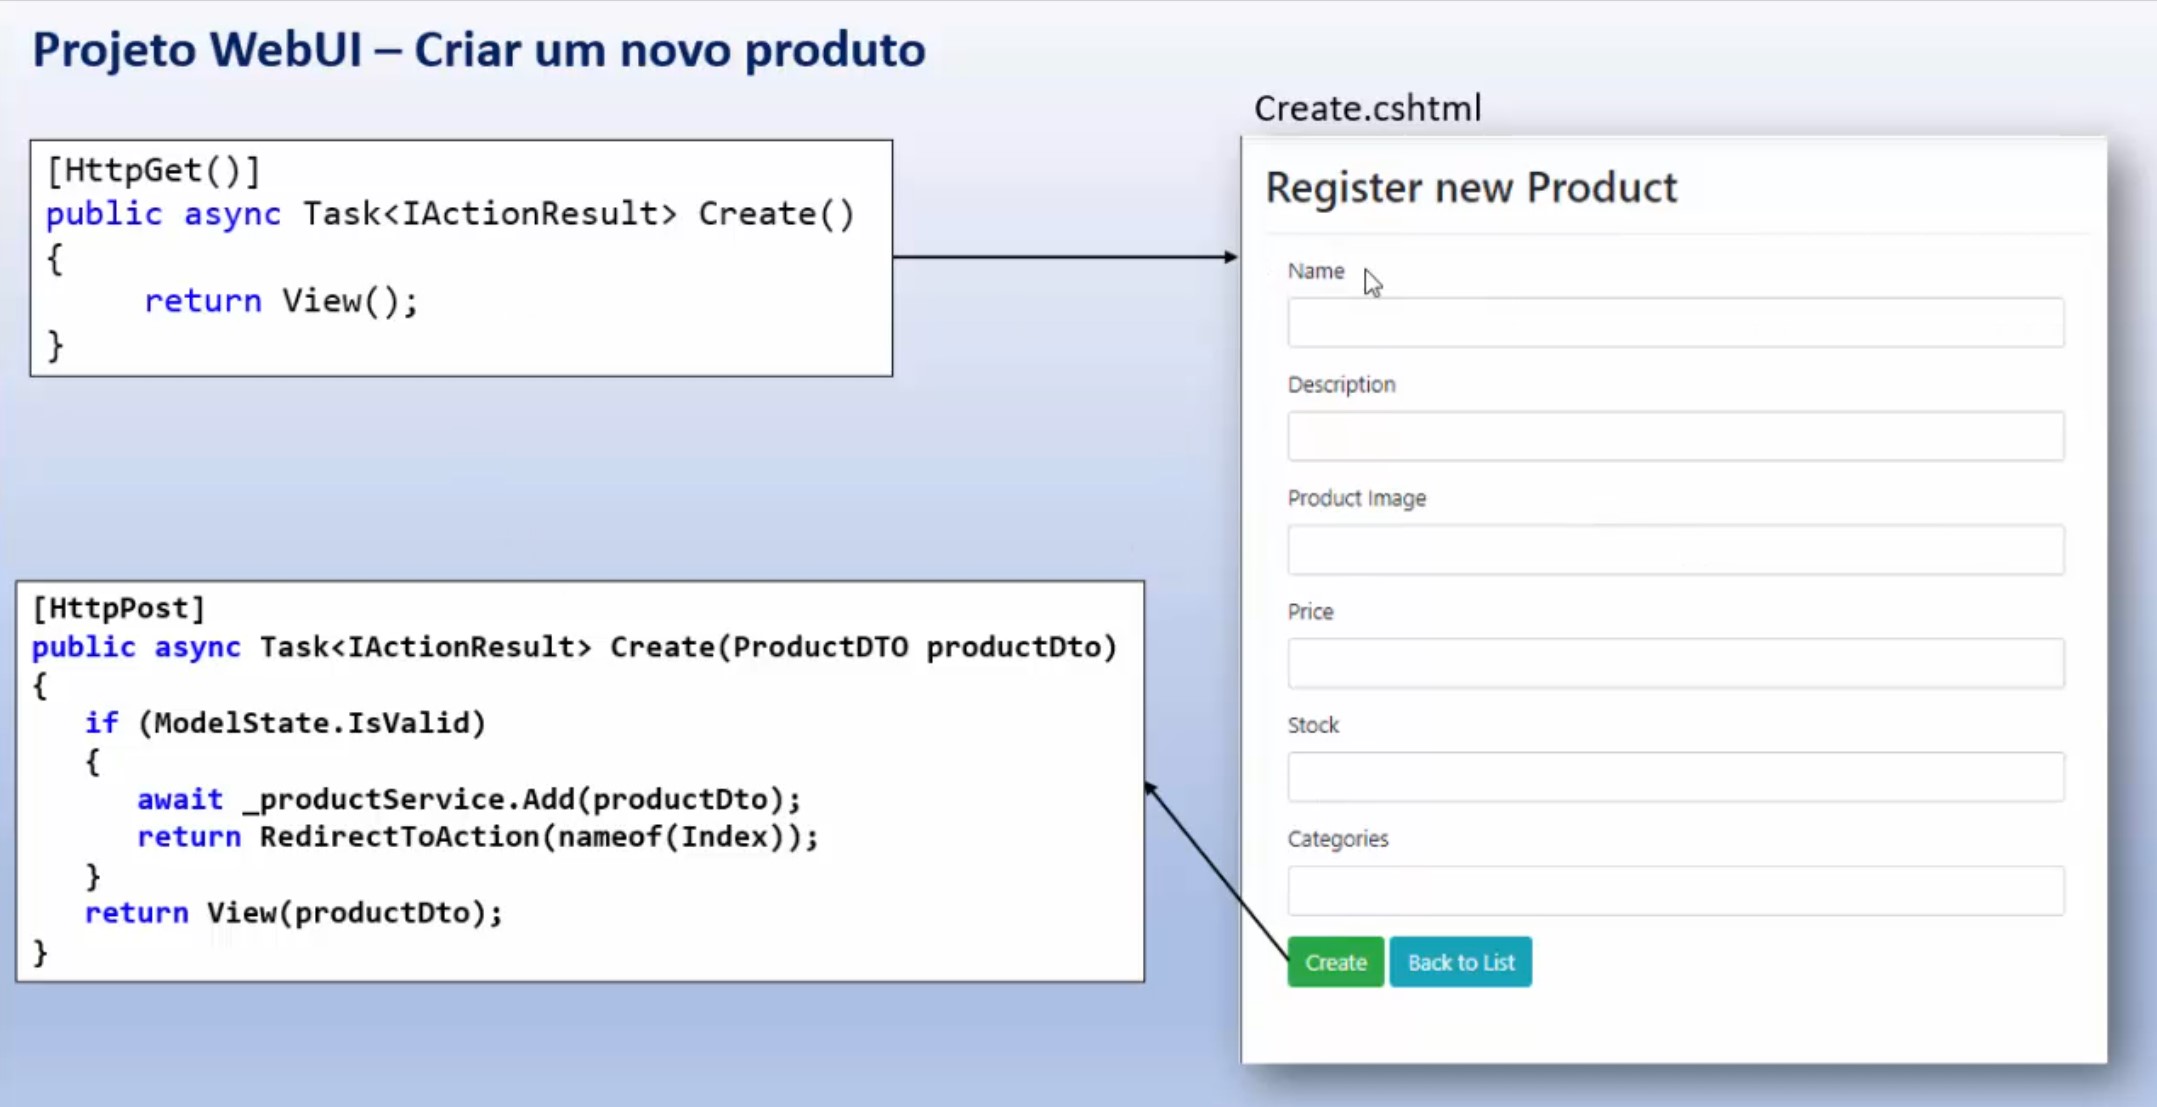 Projeto WebUI – Criar um novo produto
[HttpGet()]
public async Task<IActionResult> Create()
{
return View();
}
[HttpPost]
public async Task<IActionResult> Create(ProductDTO productDto)
{
if (ModelState.IsValid)
{
await _productService.Add(productDto);
return RedirectToAction(nameof(Index));
}
return View(productDto);
}
Create.cshtml
Register new Product
Name
Description
Product Image
Price
Stock
Categories
Create Back to List